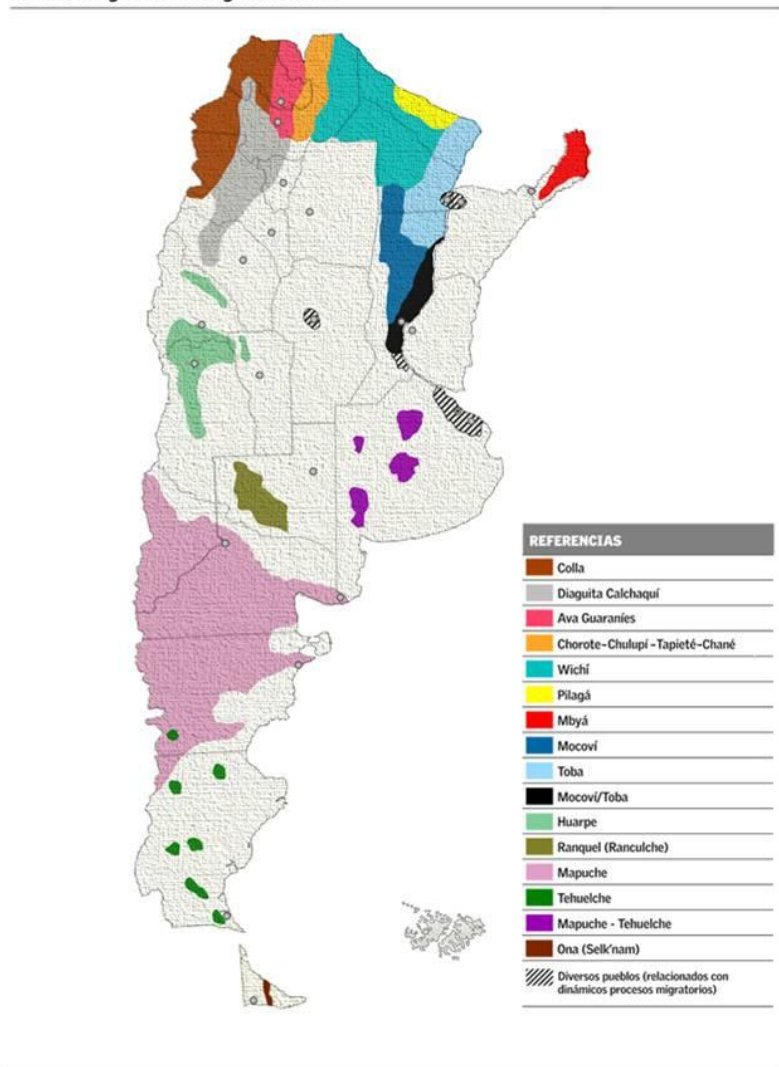 REFERENCIAS
Colla
Diaguita Calchaquí
Ava Guaraníes
Chorote-Chulupí -Tapieté-Chané
Wichí
Pilagá
Mbyá
Mocoví
Toba
Mocoví/Toba
Huarpe
Ranquel (Ranculche)
Mapuche
Tehuelche
Mapuche - Tehuelche
Ona (Selk'nam)
Diversos pueblos (relacionados con
dinámicos procesos migratorios)